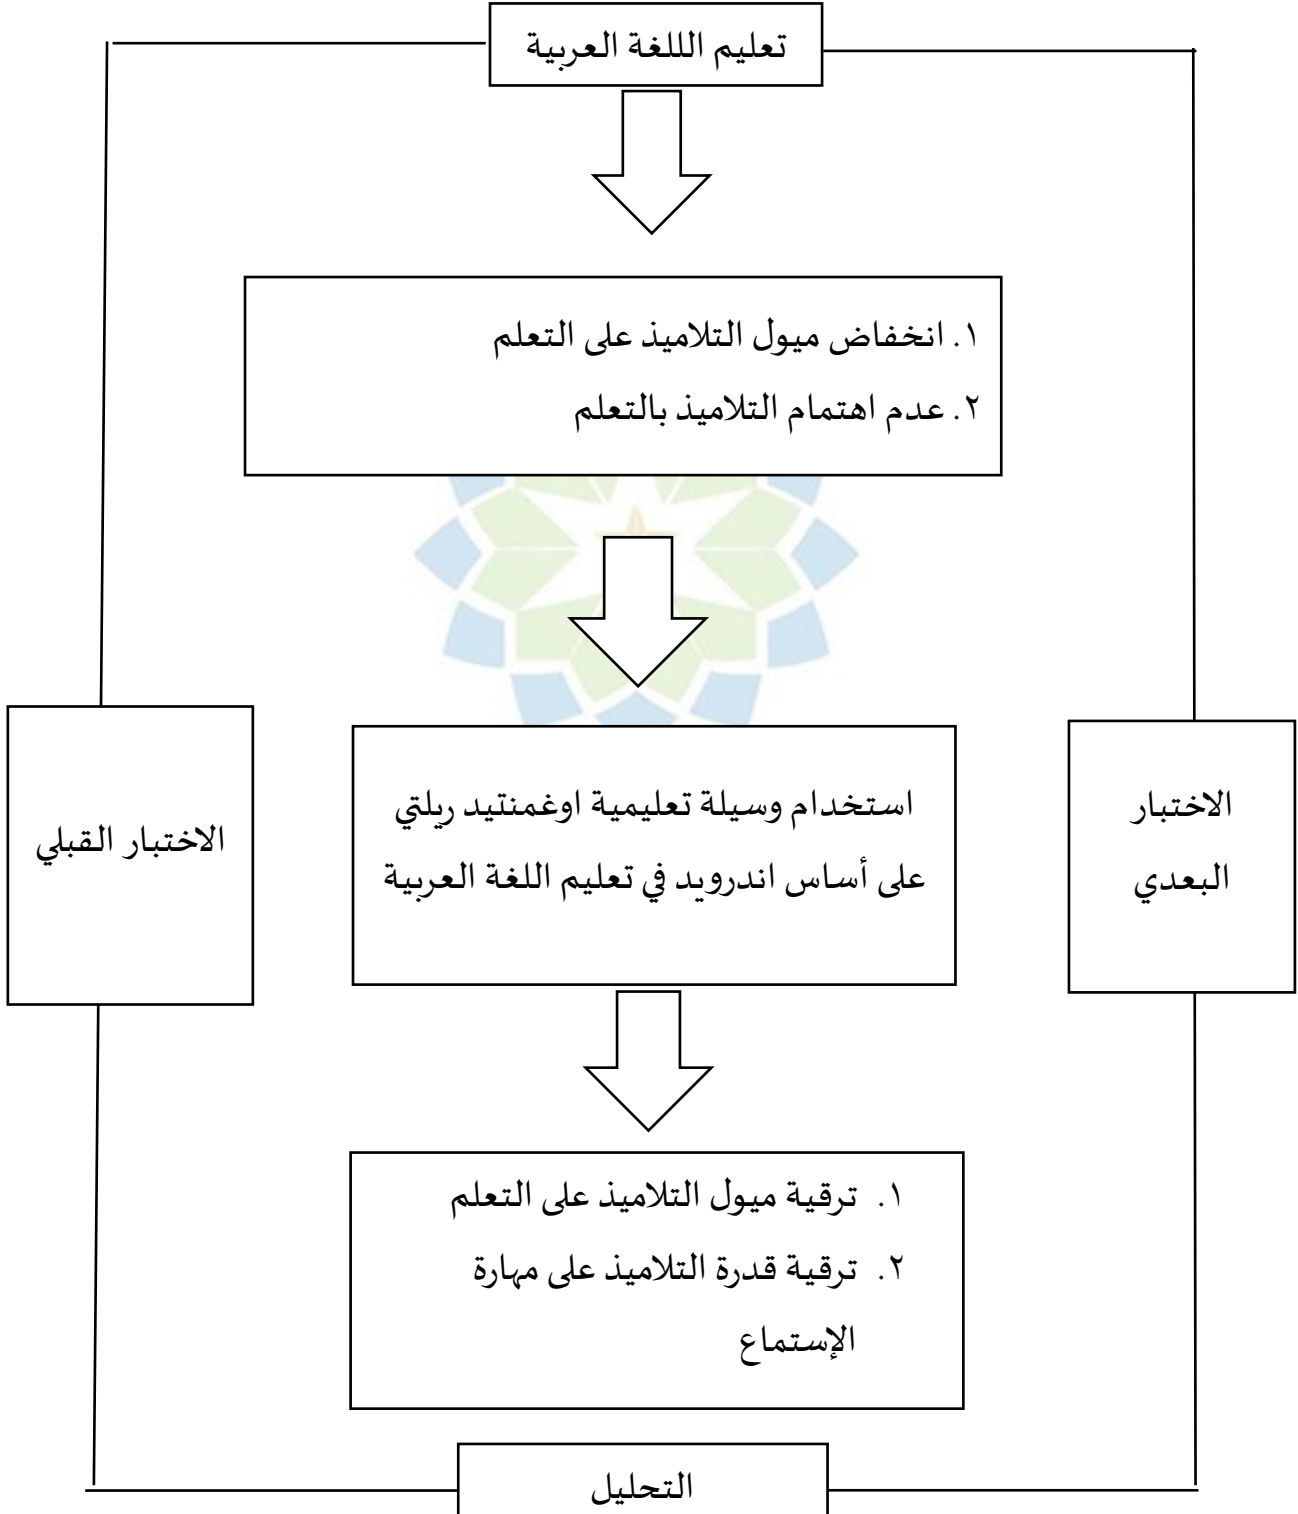 تعليم الللغة العربية
١. انخفاض ميول التلاميذ على التعلم
٢. عدم اهتمام التلاميذ بالتعلم
الاختبار
البعدي
استخدام وسيلة تعليمية اوغمنتيد ريلتي
على أساس اندرويد في تعليم اللغة العربية
الاختبار القبلي
١. ترقية ميول التلاميذ على التعلم
٢. ترقية قدرة التلاميذ على مهارة
الإستماع
التحليل